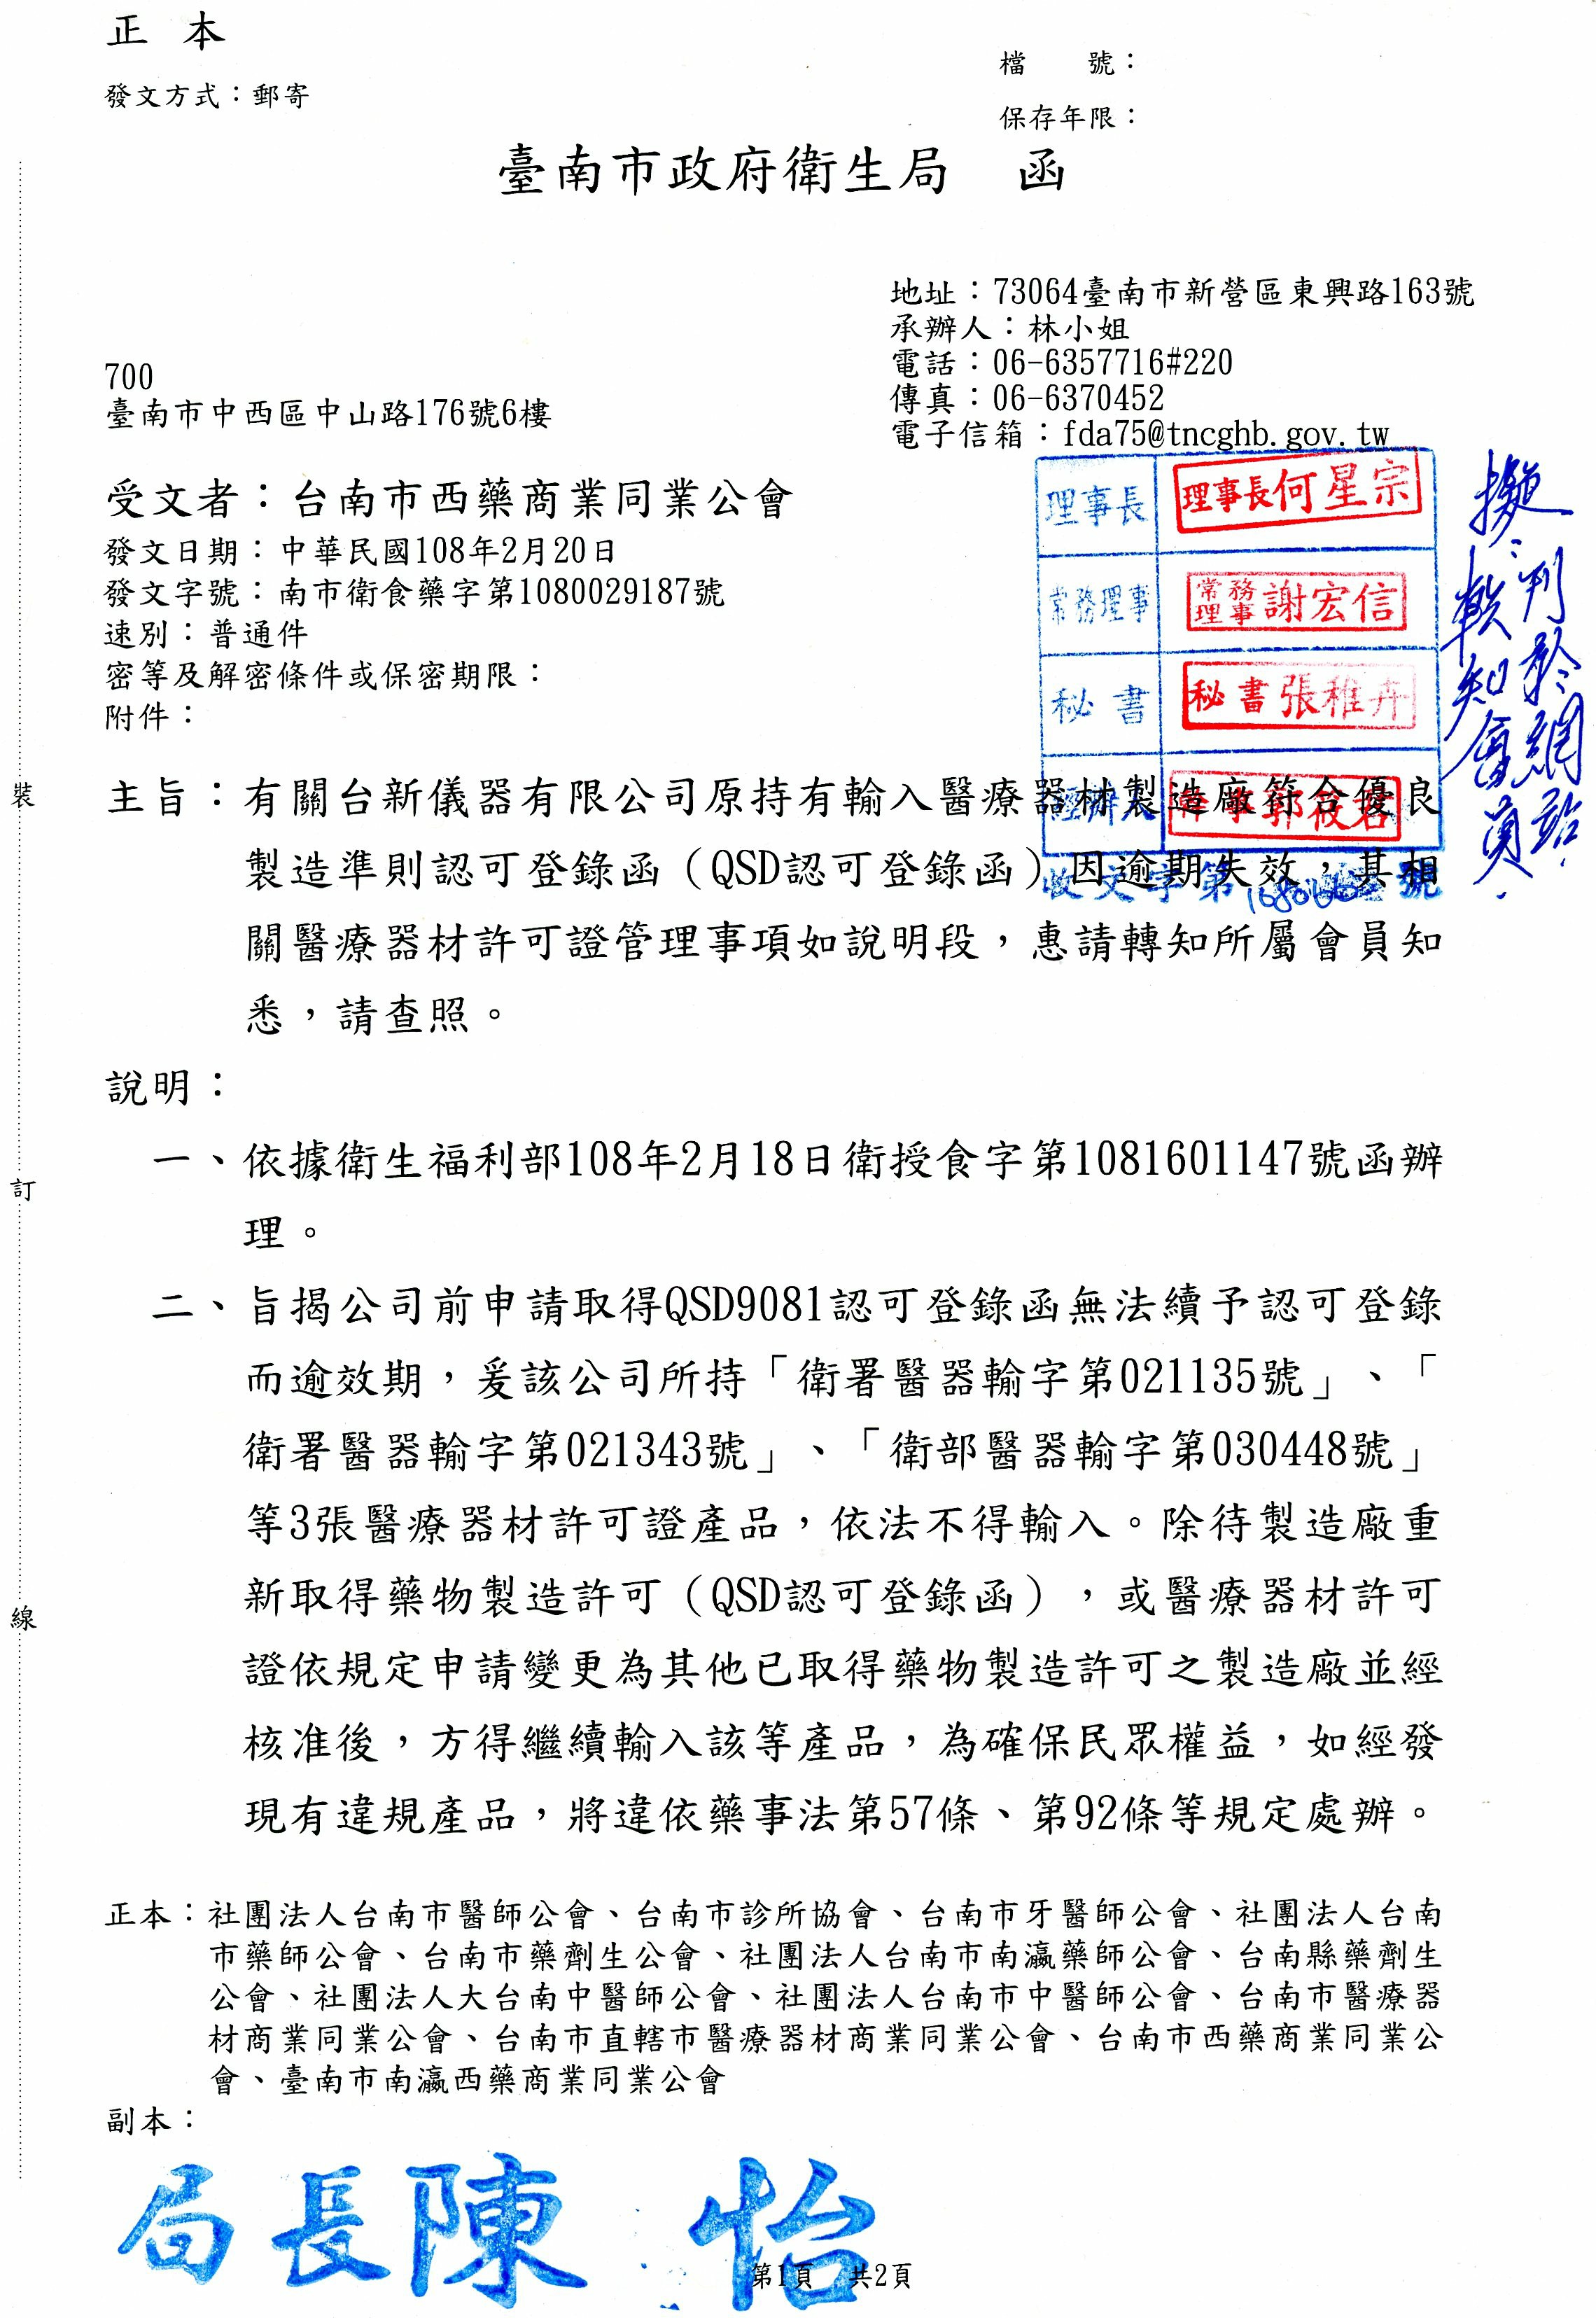 正 本
發文方式：郵寄
檔　　號：
保存年限：
臺南市政府衛生局　函
地址：73064臺南市新營區東興路163號
承辦人：林小姐
電話：06-6357716#220
傳真：06-6370452
電子信箱：fda75@tncghb.gov.tw
700
臺南市中西區中山路176號6樓
受文者：台南市西藥商業同業公會
發文日期：中華民國108年2月20日
發文字號：南市衛食藥字第1080029187號
速別：普通件
密等及解密條件或保密期限：
附件：
理事長 理事長何星宗
常務理事 常務理事謝宏信
秘書 秘書張稚卉
經辦人 幹事郭筱君
收文字第 號
擬：刊於網站
軟知會員．
主旨：有關台新儀器有限公司原持有輸入醫療器材製造廠符合優良
製造準則認可登錄函（QSD認可登錄函）因逾期失效，其相
關醫療器材許可證管理事項如說明段，惠請轉知所屬會員知
悉，請查照。
說明：
一、依據衛生福利部108年2月18日衛授食字第1081601147號函辦
理。
二、旨揭公司前申請取得QSD9081認可登錄函無法續予認可登錄
而逾效期，爰該公司所持「衛署醫器輸字第021135號」、「
衛署醫器輸字第021343號」、「衛部醫器輸字第030448號」
等3張醫療器材許可證產品，依法不得輸入。除待製造廠重
新取得藥物製造許可（QSD認可登錄函），或醫療器材許可
證依規定申請變更為其他已取得藥物製造許可之製造廠並經
核准後，方得繼續輸入該等產品，為確保民眾權益，如經發
現有違規產品，將違依藥事法第57條、第92條等規定處辦。
正本：社團法人台南市醫師公會、台南市診所協會、台南市牙醫師公會、社團法人台南
市藥師公會、台南市藥劑生公會、社團法人台南市南瀛藥師公會、台南縣藥劑生
公會、社團法人大台南中醫師公會、社團法人台南市中醫師公會、台南市醫療器
材商業同業公會、台南市直轄市醫療器材商業同業公會、台南市西藥商業同業公
會、臺南市南瀛西藥商業同業公會
副本：
局長陳 怡
第1頁　共2頁
裝
訂
線